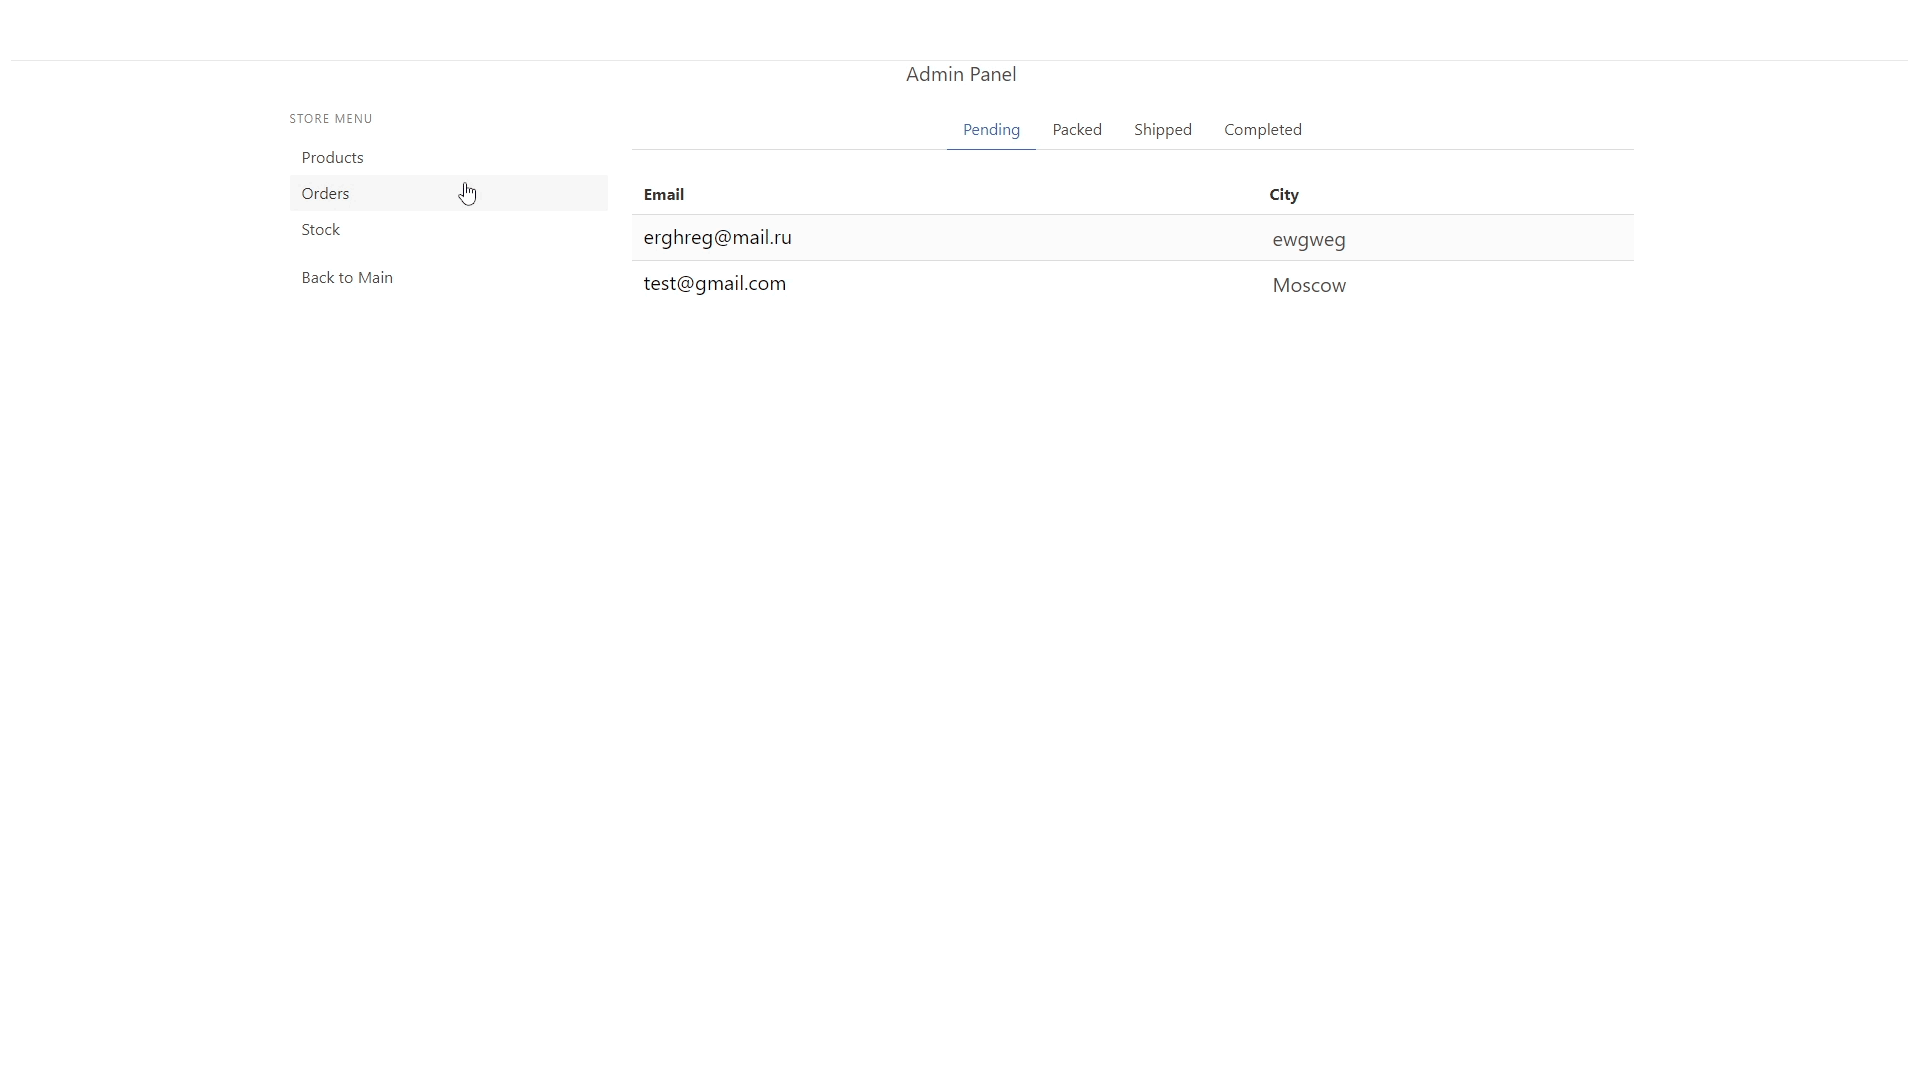 Admin Panel
STORE MENU
Products
Orders
Stock
Back to Main
Pending Packed Shipped Completed
Email City
erghreg@mail.ru ewgweg
test@gmail.com Moscow